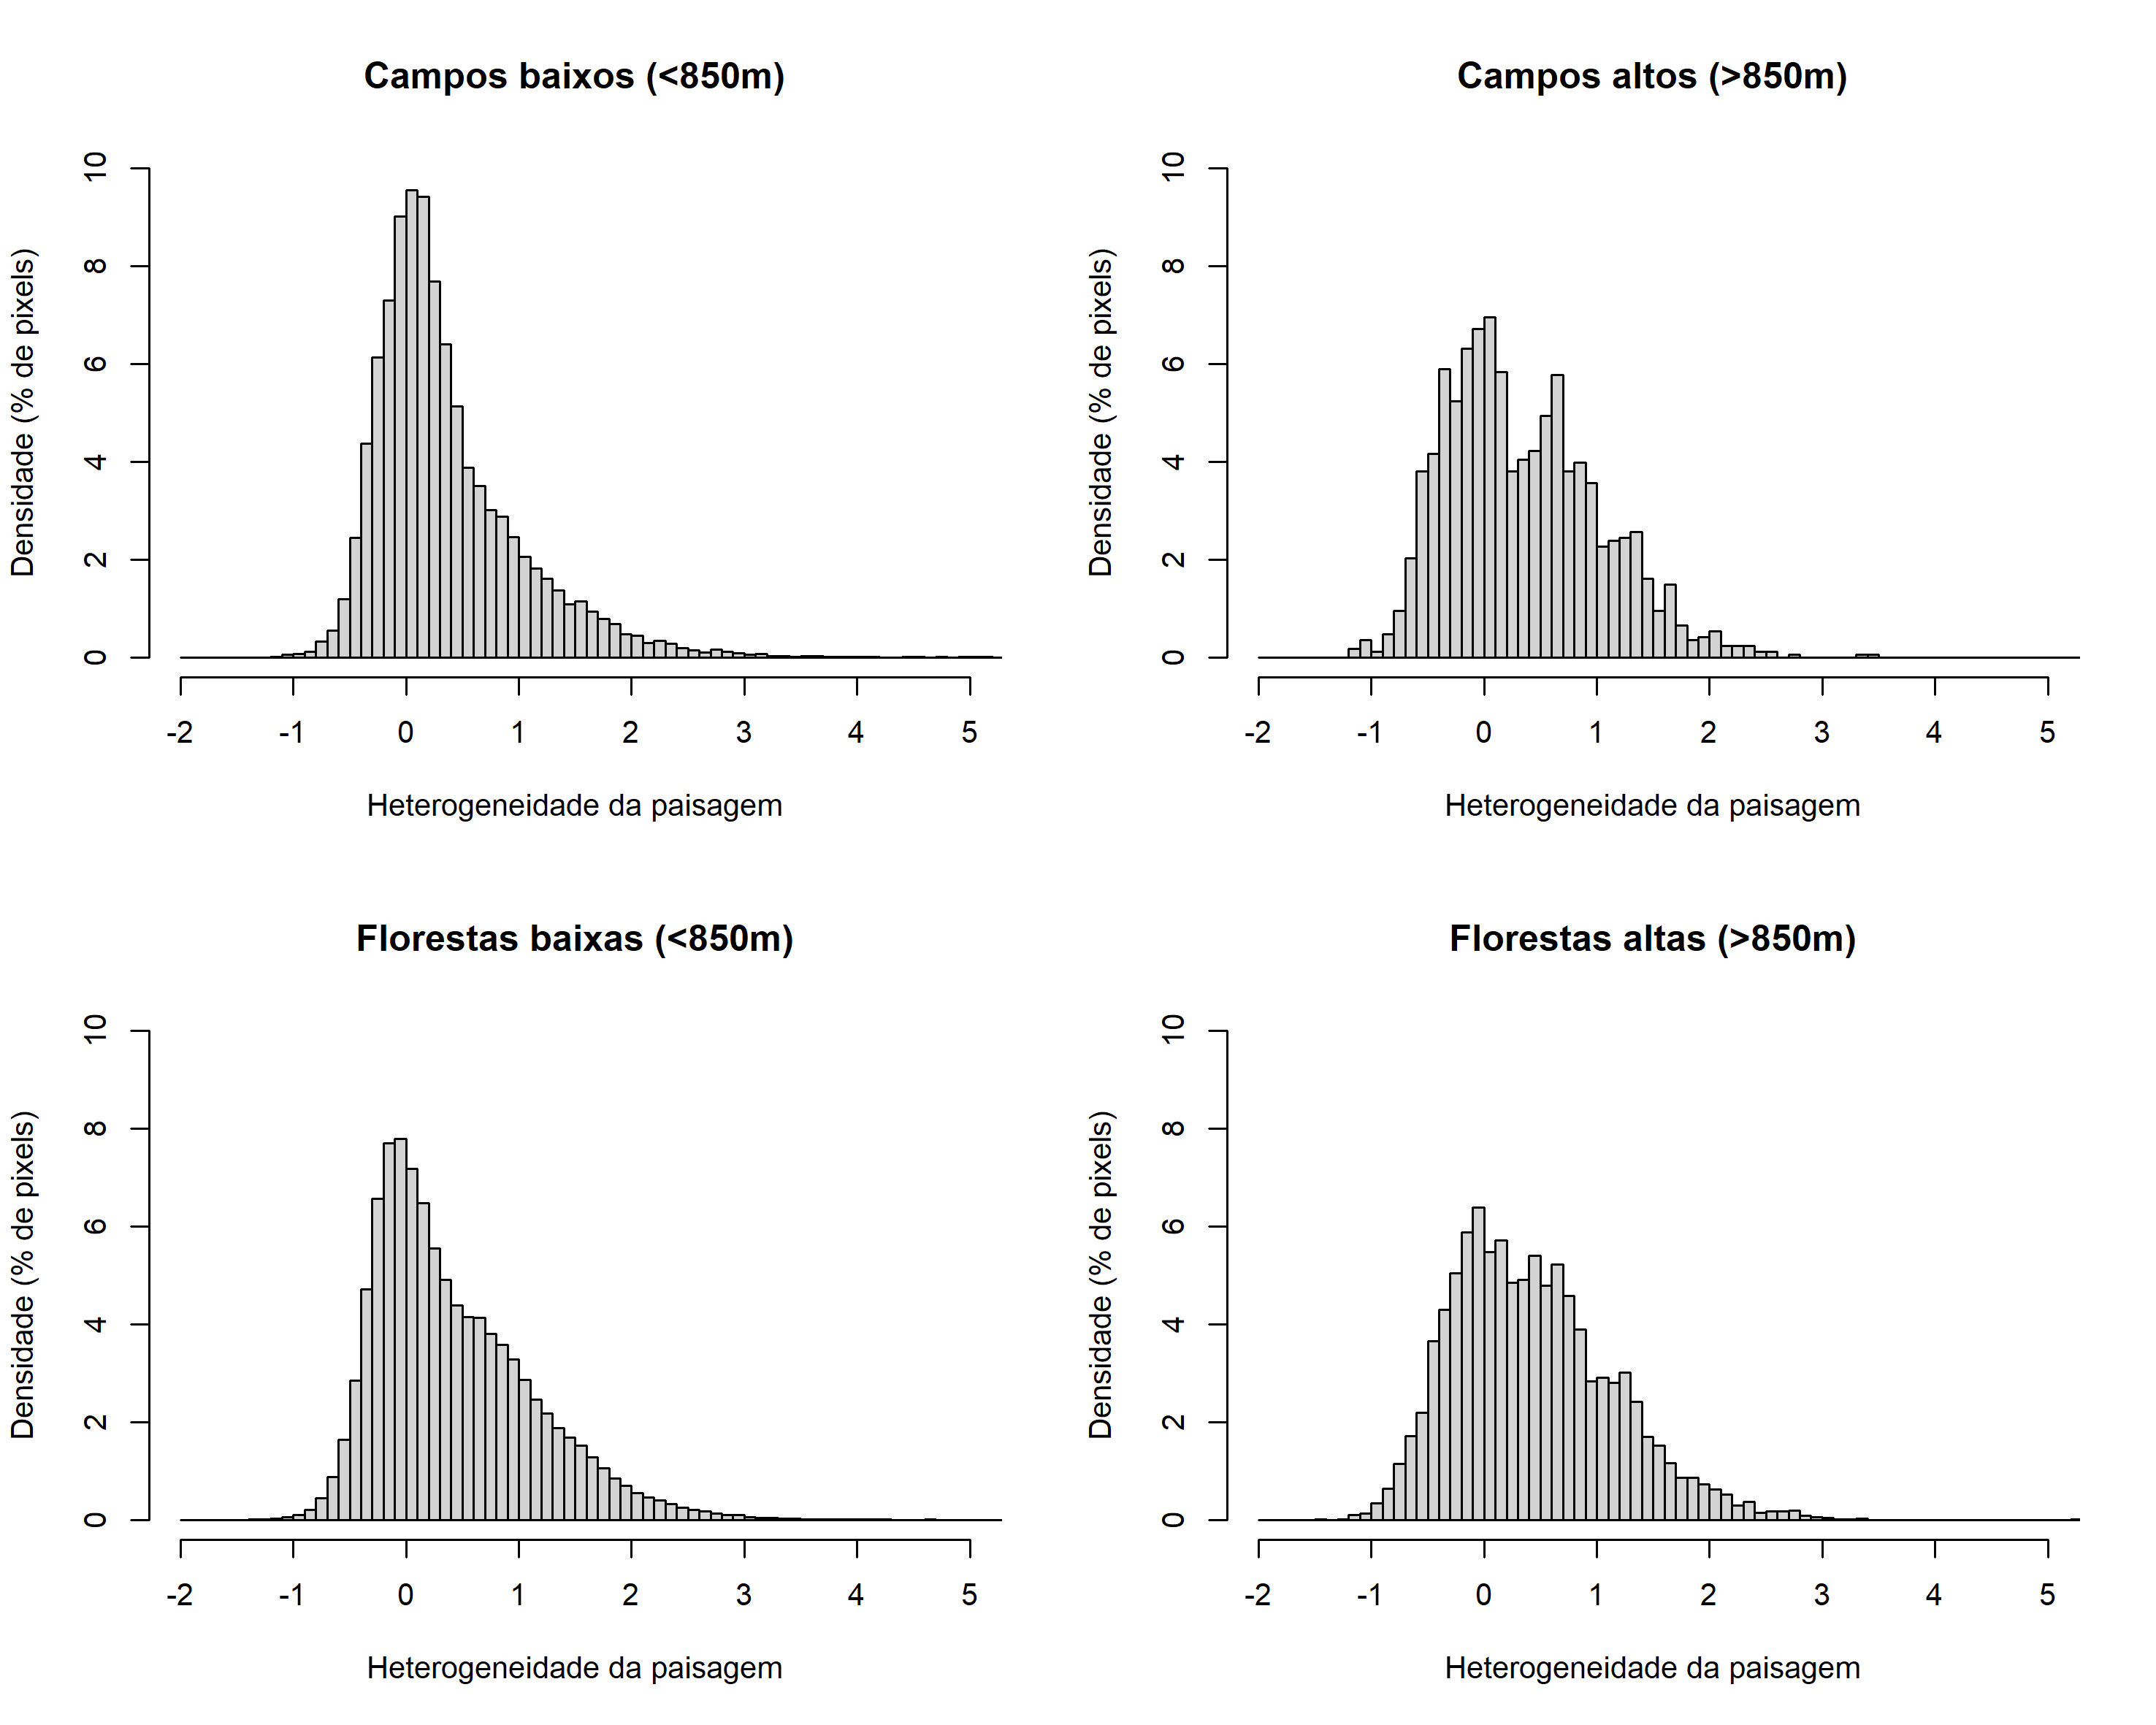 Campos baixos (<850m)
Densidade (% de pixels)
10
8
6
4
2
0
-2 -1 0 1 2 3 4 5
Heterogeneidade da paisagem
Campos altos (>850m)
Densidade (% de pixels)
10
8
6
4
2
0
-2 -1 0 1 2 3 4 5
Heterogeneidade da paisagem
Florestas baixas (<850m)
Densidade (% de pixels)
10
8
6
4
2
0
-2 -1 0 1 2 3 4 5
Heterogeneidade da paisagem
Florestas altas (>850m)
Densidade (% de pixels)
10
8
6
4
2
0
-2 -1 0 1 2 3 4 5
Heterogeneidade da paisagem